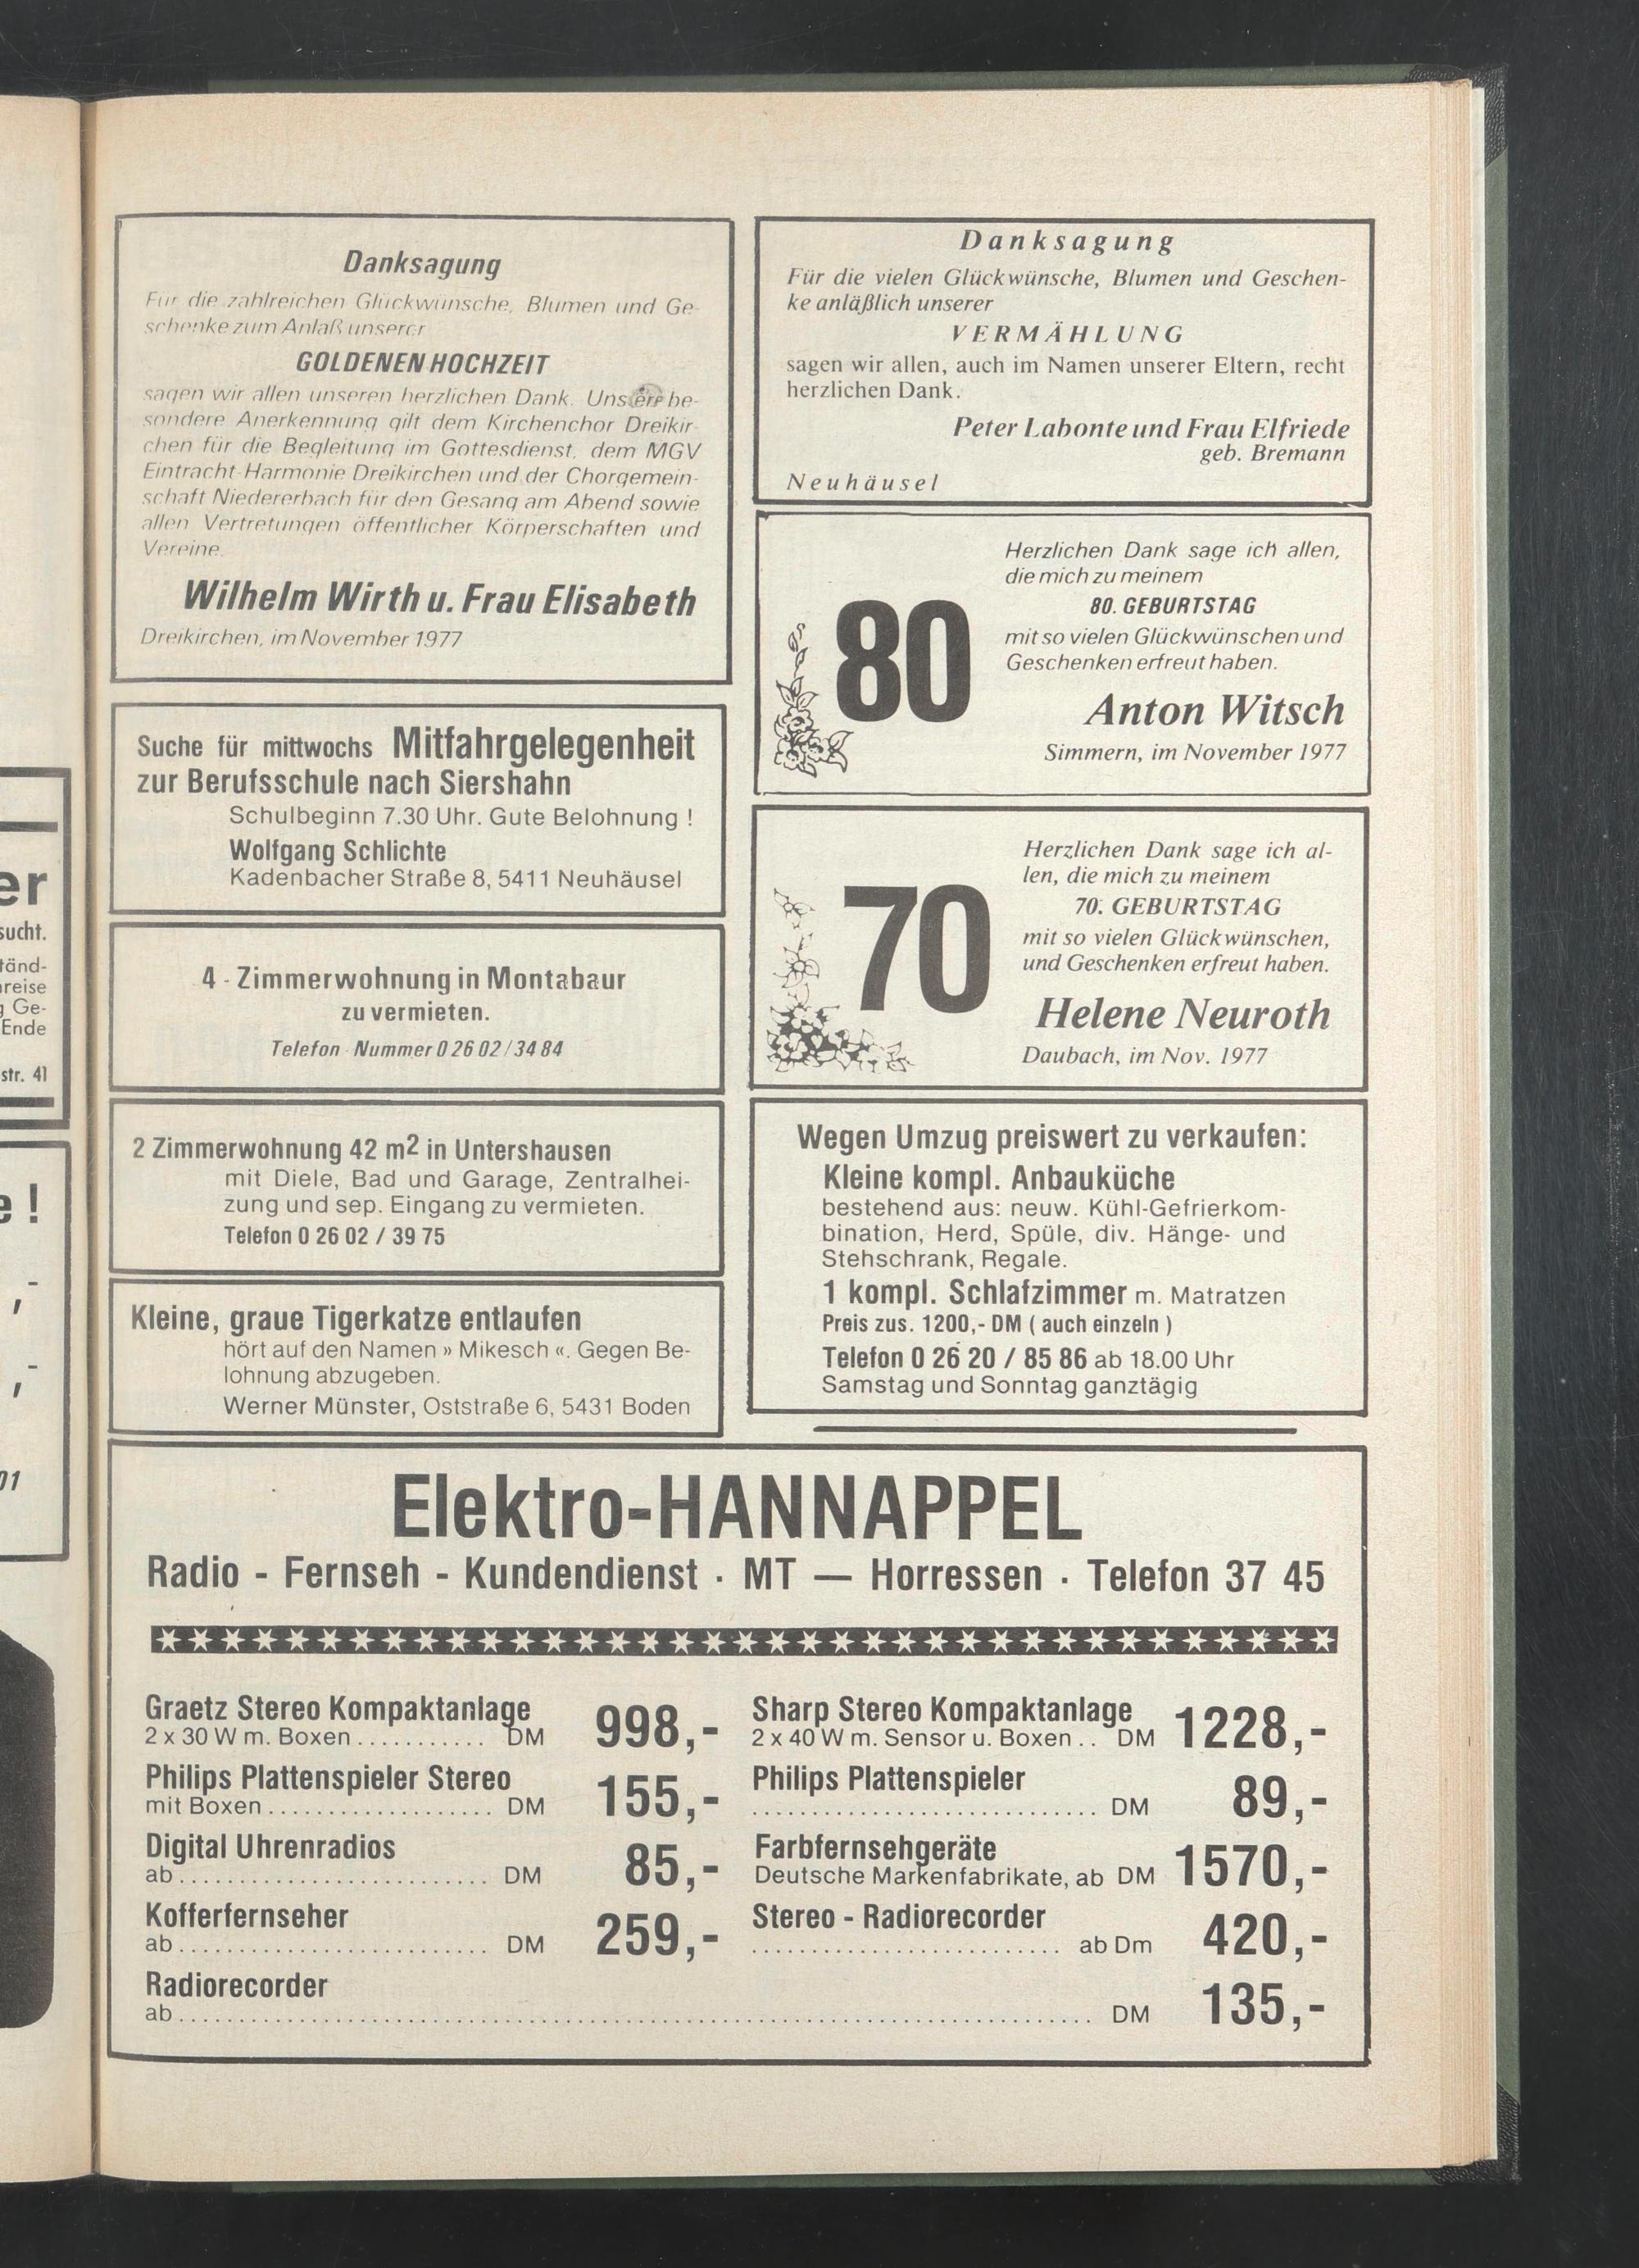 er
sucht.
tänd-
reise
Ge-
Ende
str. 41
e !
,-
,-
01
Danksagung
Für die zahlreichen Glückwünsche, Blumen und Ge-
schenke zum Anlaß unserer
GOLDENEN HOCHZEIT
sagen wir allen unseren herzlichen Dank. Unsere be-
sondere Anerkennung gilt dem Kirchenchor Dreikir-
chen für die Begleitung im Gottesdienst, dem MGV
Eintracht-Harmonie Dreikirchen und der Chorgemein-
schaft Niedererbach für den Gesang am Abend sowie
allen Vertretungen öffentlicher Körperschaften und
Vereine.
Wilhelm Wirth u. Frau Elisabeth
Dreikirchen, im November 1977
Suche für mittwochs Mitfahrgelegenheit
zur Berufsschule nach Siershahn
Schulbeginn 7.30 Uhr. Gute Belohnung !
Wolfgang Schlichte
Kadenbacher Straße 8, 5411 Neuhäusel
4 - Zimmerwohnung in Montabaur
zu vermieten.
Telefon - Nummer 0 26 02 / 34 84
2 Zimmerwohnung 42 m2 in Untershausen
mit Diele, Bad und Garage, Zentralhei-
zung und sep. Eingang zu vermieten.
Telefon 0 26 02 / 39 75
Kleine, graue Tigerkatze entlaufen
hört auf den Namen » Mikesch «. Gegen Be-
lohnung abzugeben.
Werner Münster, Oststraße 6, 5431 Boden
Danksagung
Für die vielen Glückwünsche, Blumen und Geschen-
ke anläßlich unserer
VERMÄHLUNG
sagen wir allen, auch im Namen unserer Eltern, recht
herzlichen Dank.
Peter Labonte und Frau Elfriede
geb. Bremann
Neuhäusel
80
Herzlichen Dank sage ich allen,
die mich zu meinem
80. GEBURTSTAG
mit so vielen Glückwünschen und
Geschenken erfreut haben.
Anton Witsch
Simmern, im November 1977
70
Herzlichen Dank sage ich al-
len, die mich zu meinem
70. GEBURTSTAG
mit so vielen Glückwünschen,
und Geschenken erfreut haben.
Helene Neuroth
Daubach, im Nov. 1977
Wegen Umzug preiswert zu verkaufen:
Kleine kompl. Anbauküche
bestehend aus: neuw. Kühl-Gefrierkom-
bination, Herd, Spüle, div. Hänge- und
Stehschrank, Regale.
1 kompl. Schlafzimmer m. Matratzen
Preis zus. 1200,- DM ( auch einzeln )
Telefon 0 26 20 / 85 86 ab 18.00 Uhr
Samstag und Sonntag ganztägig
Elektro-HANNAPPEL
Radio - Fernseh - Kundendienst · MT — Horressen · Telefon 37 45
Graetz Stereo Kompaktanlage
2 x 30 W m. Boxen ........... DM 998,-
Philips Plattenspieler Stereo
mit Boxen ................... DM 155,-
Digital Uhrenradios
ab .......................... DM 85,-
Kofferfernseher
ab .......................... DM 259,-
Sharp Stereo Kompaktanlage
2 x 40 W m. Sensor u. Boxen .. DM 1228,-
Philips Plattenspieler
............................. DM 89,-
Farbfernsehgeräte
Deutsche Markenfabrikate, ab DM 1570,-
Stereo - Radiorecorder
.......................... ab Dm 420,-
Radiorecorder
ab ............................................................................. DM 135,-